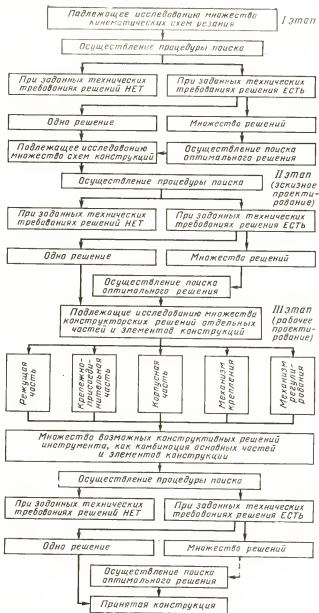 Подлежащее исследованию множество
кинематических схем резания
I этап
Осуществление процедуры поиска
При заданных технических
требованиях решений НЕТ
При заданных технических
требованиях решения ЕСТЬ
Одно решение
Множество решений
Подлежащее исследованию
множество схем конструкций
Осуществление поиска
оптимального решения
Осуществление процедуры поиска
II этап
(эскизное
проекти-
рование)
При заданных технических
требованиях решений НЕТ
При заданных технических
требованиях решения ЕСТЬ
Одно решение
Множество решений
Осуществление поиска
оптимального решения
Подлежащие исследованию множества
конструкторских решений отдельных
частей и элементов конструкций
III этап
(рабочее
проекти-
рование)
Режущая
часть
Крепежно-
присоеди-
нительная
часть
Корпусная
часть
Механизм
крепления
Механизм
регули-
рования
Множество возможных конструктивных решений
инструмента, как комбинация основных частей
и элементов конструкции
Осуществление процедуры поиска
При заданных технических
требованиях решений НЕТ
При заданных технических
требованиях решения ЕСТЬ
Одно решение
Множество решений
Осуществление поиска
оптимального решения
Принятая конструкция